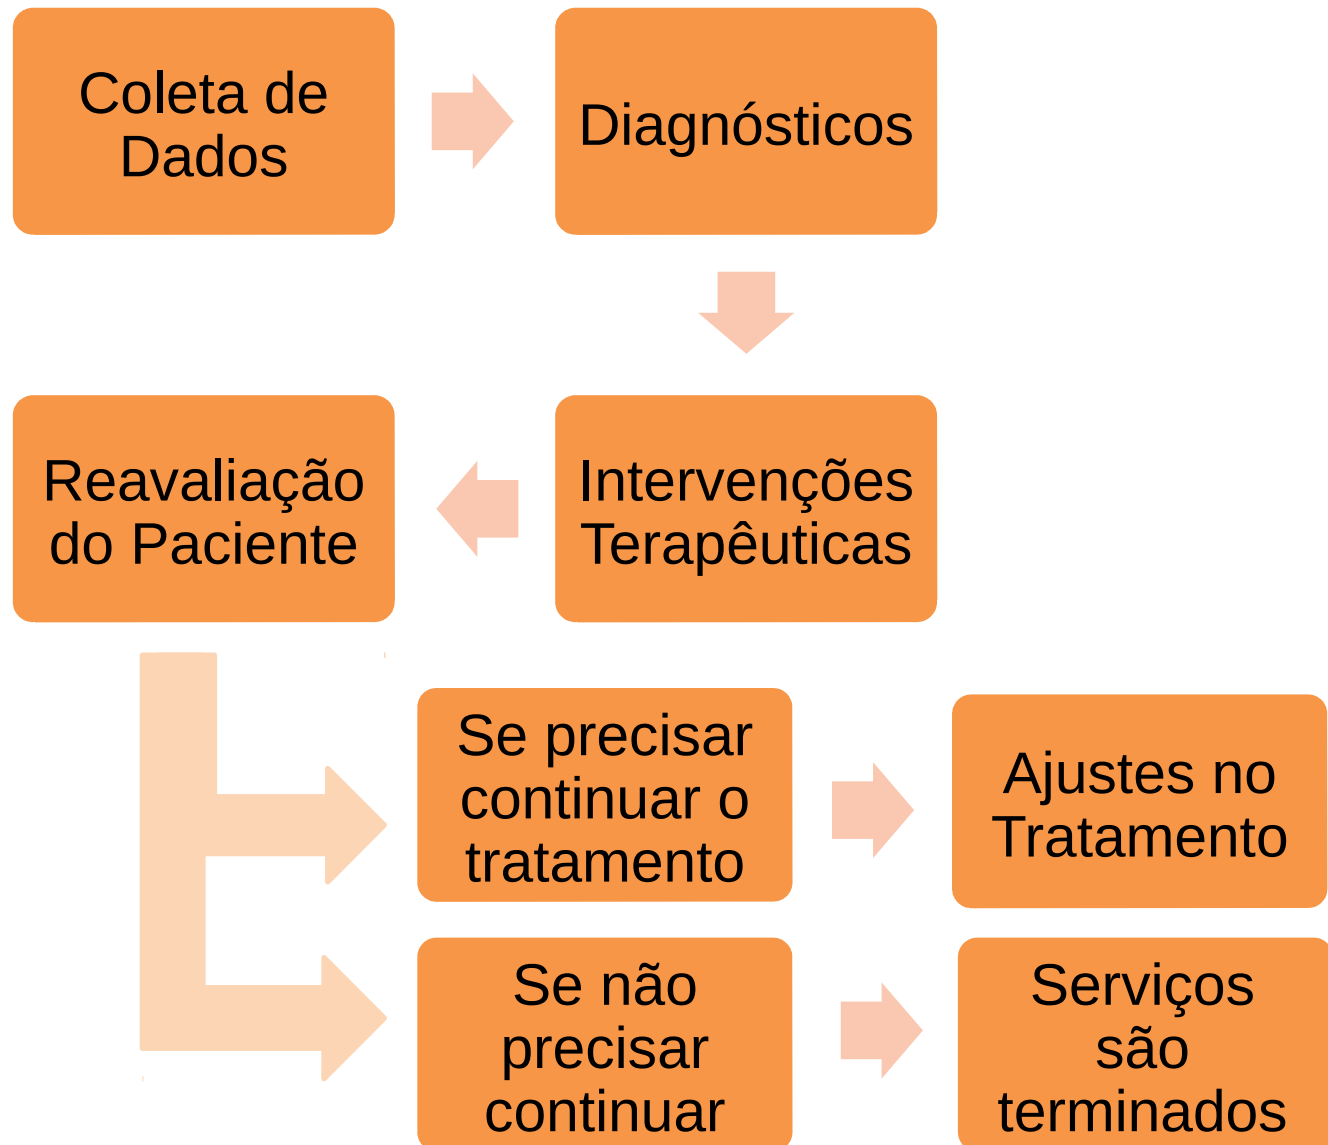 Coleta de
Dados
Diagnósticos
Reavaliação
do Paciente
Intervenções
Terapêuticas
Se precisar
continuar o
tratamento
Ajustes no
Tratamento
Se não
precisar
continuar
Serviços
são
terminados